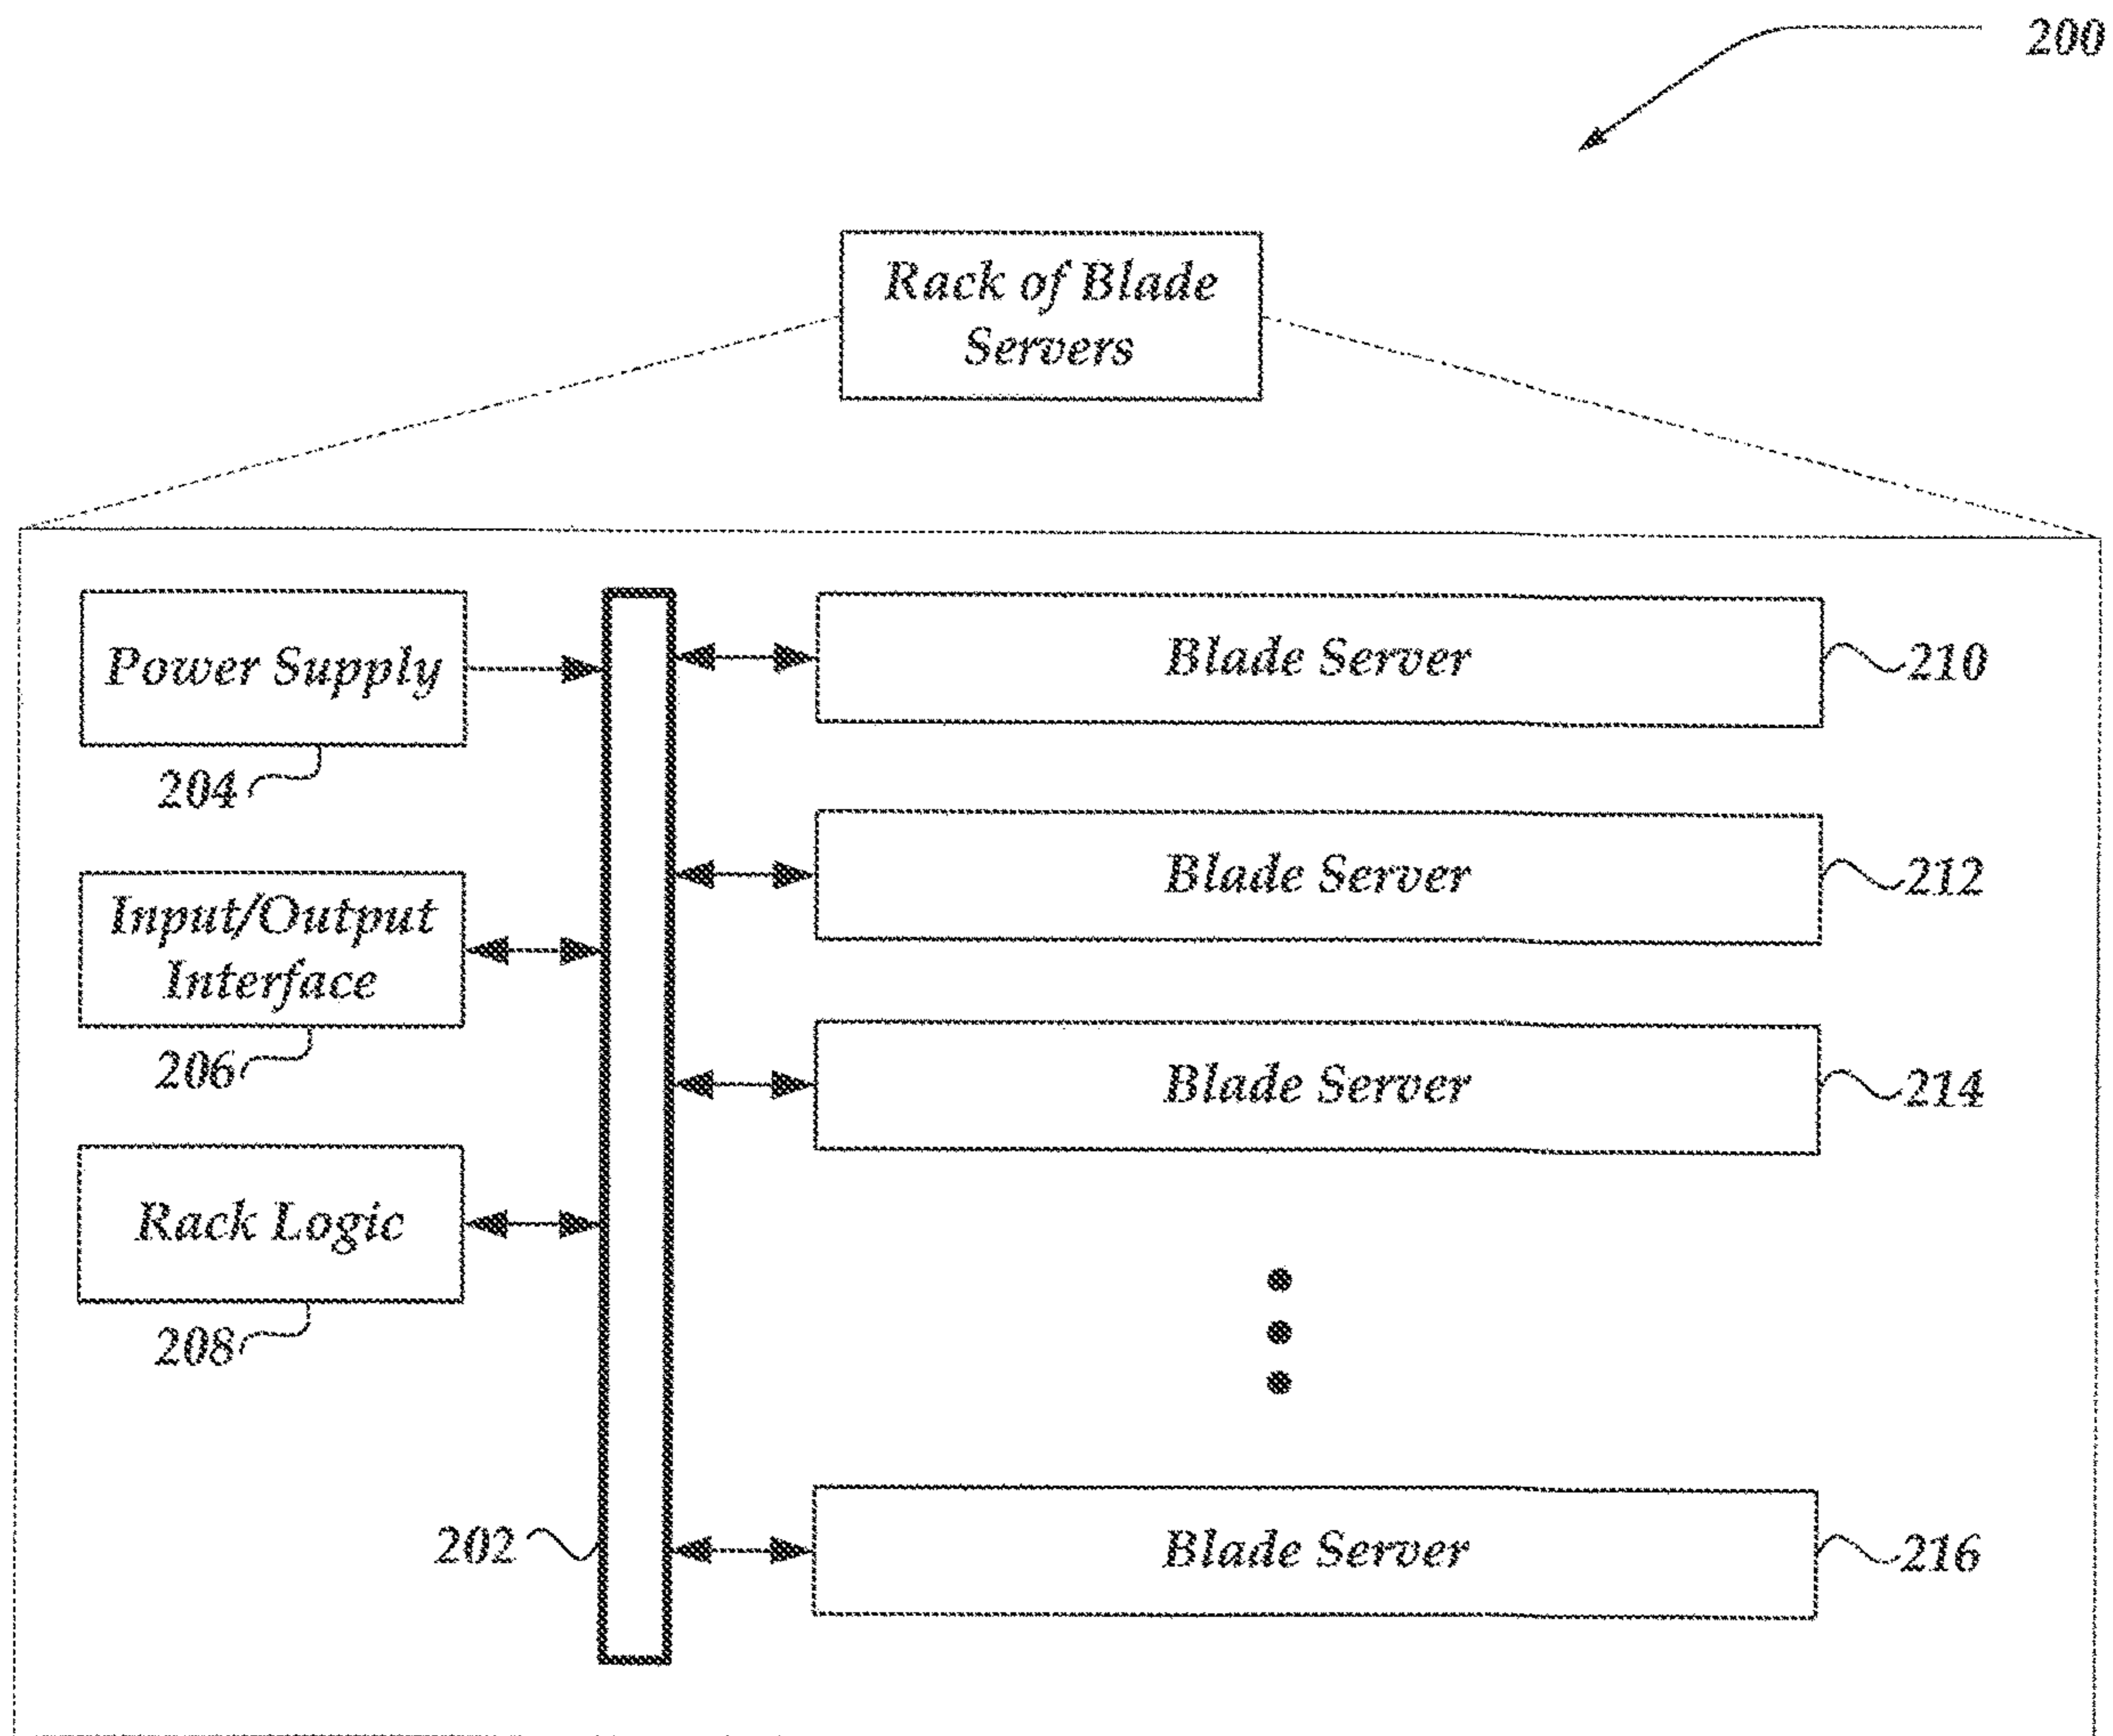 200
Rack of Blade
Servers
Power Supply
204
Input/Output
Interface
206
Rack Logic
208
202
Blade Server
210
Blade Server
212
Blade Server
214
Blade Server
216